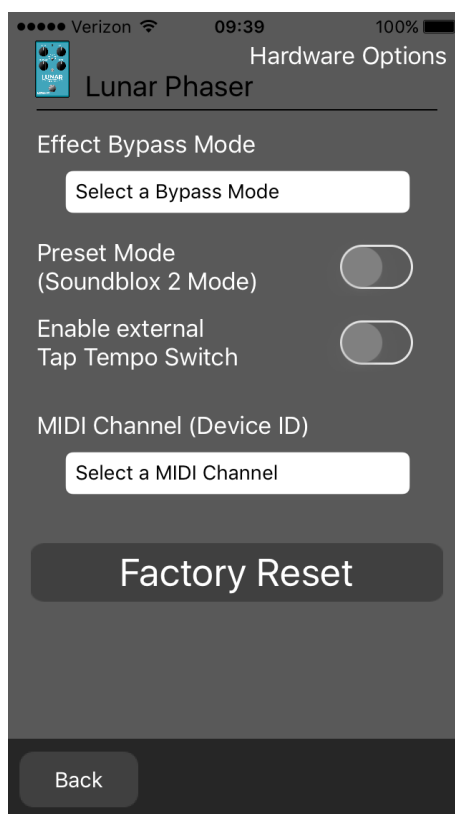 ●●●●● Verizon 09:39 100%
Hardware Options
LUNAR
Lunar Phaser
Effect Bypass Mode
Select a Bypass Mode
Preset Mode
(Soundblox 2 Mode)
Enable external
Tap Tempo Switch
MIDI Channel (Device ID)
Select a MIDI Channel
Factory Reset
Back